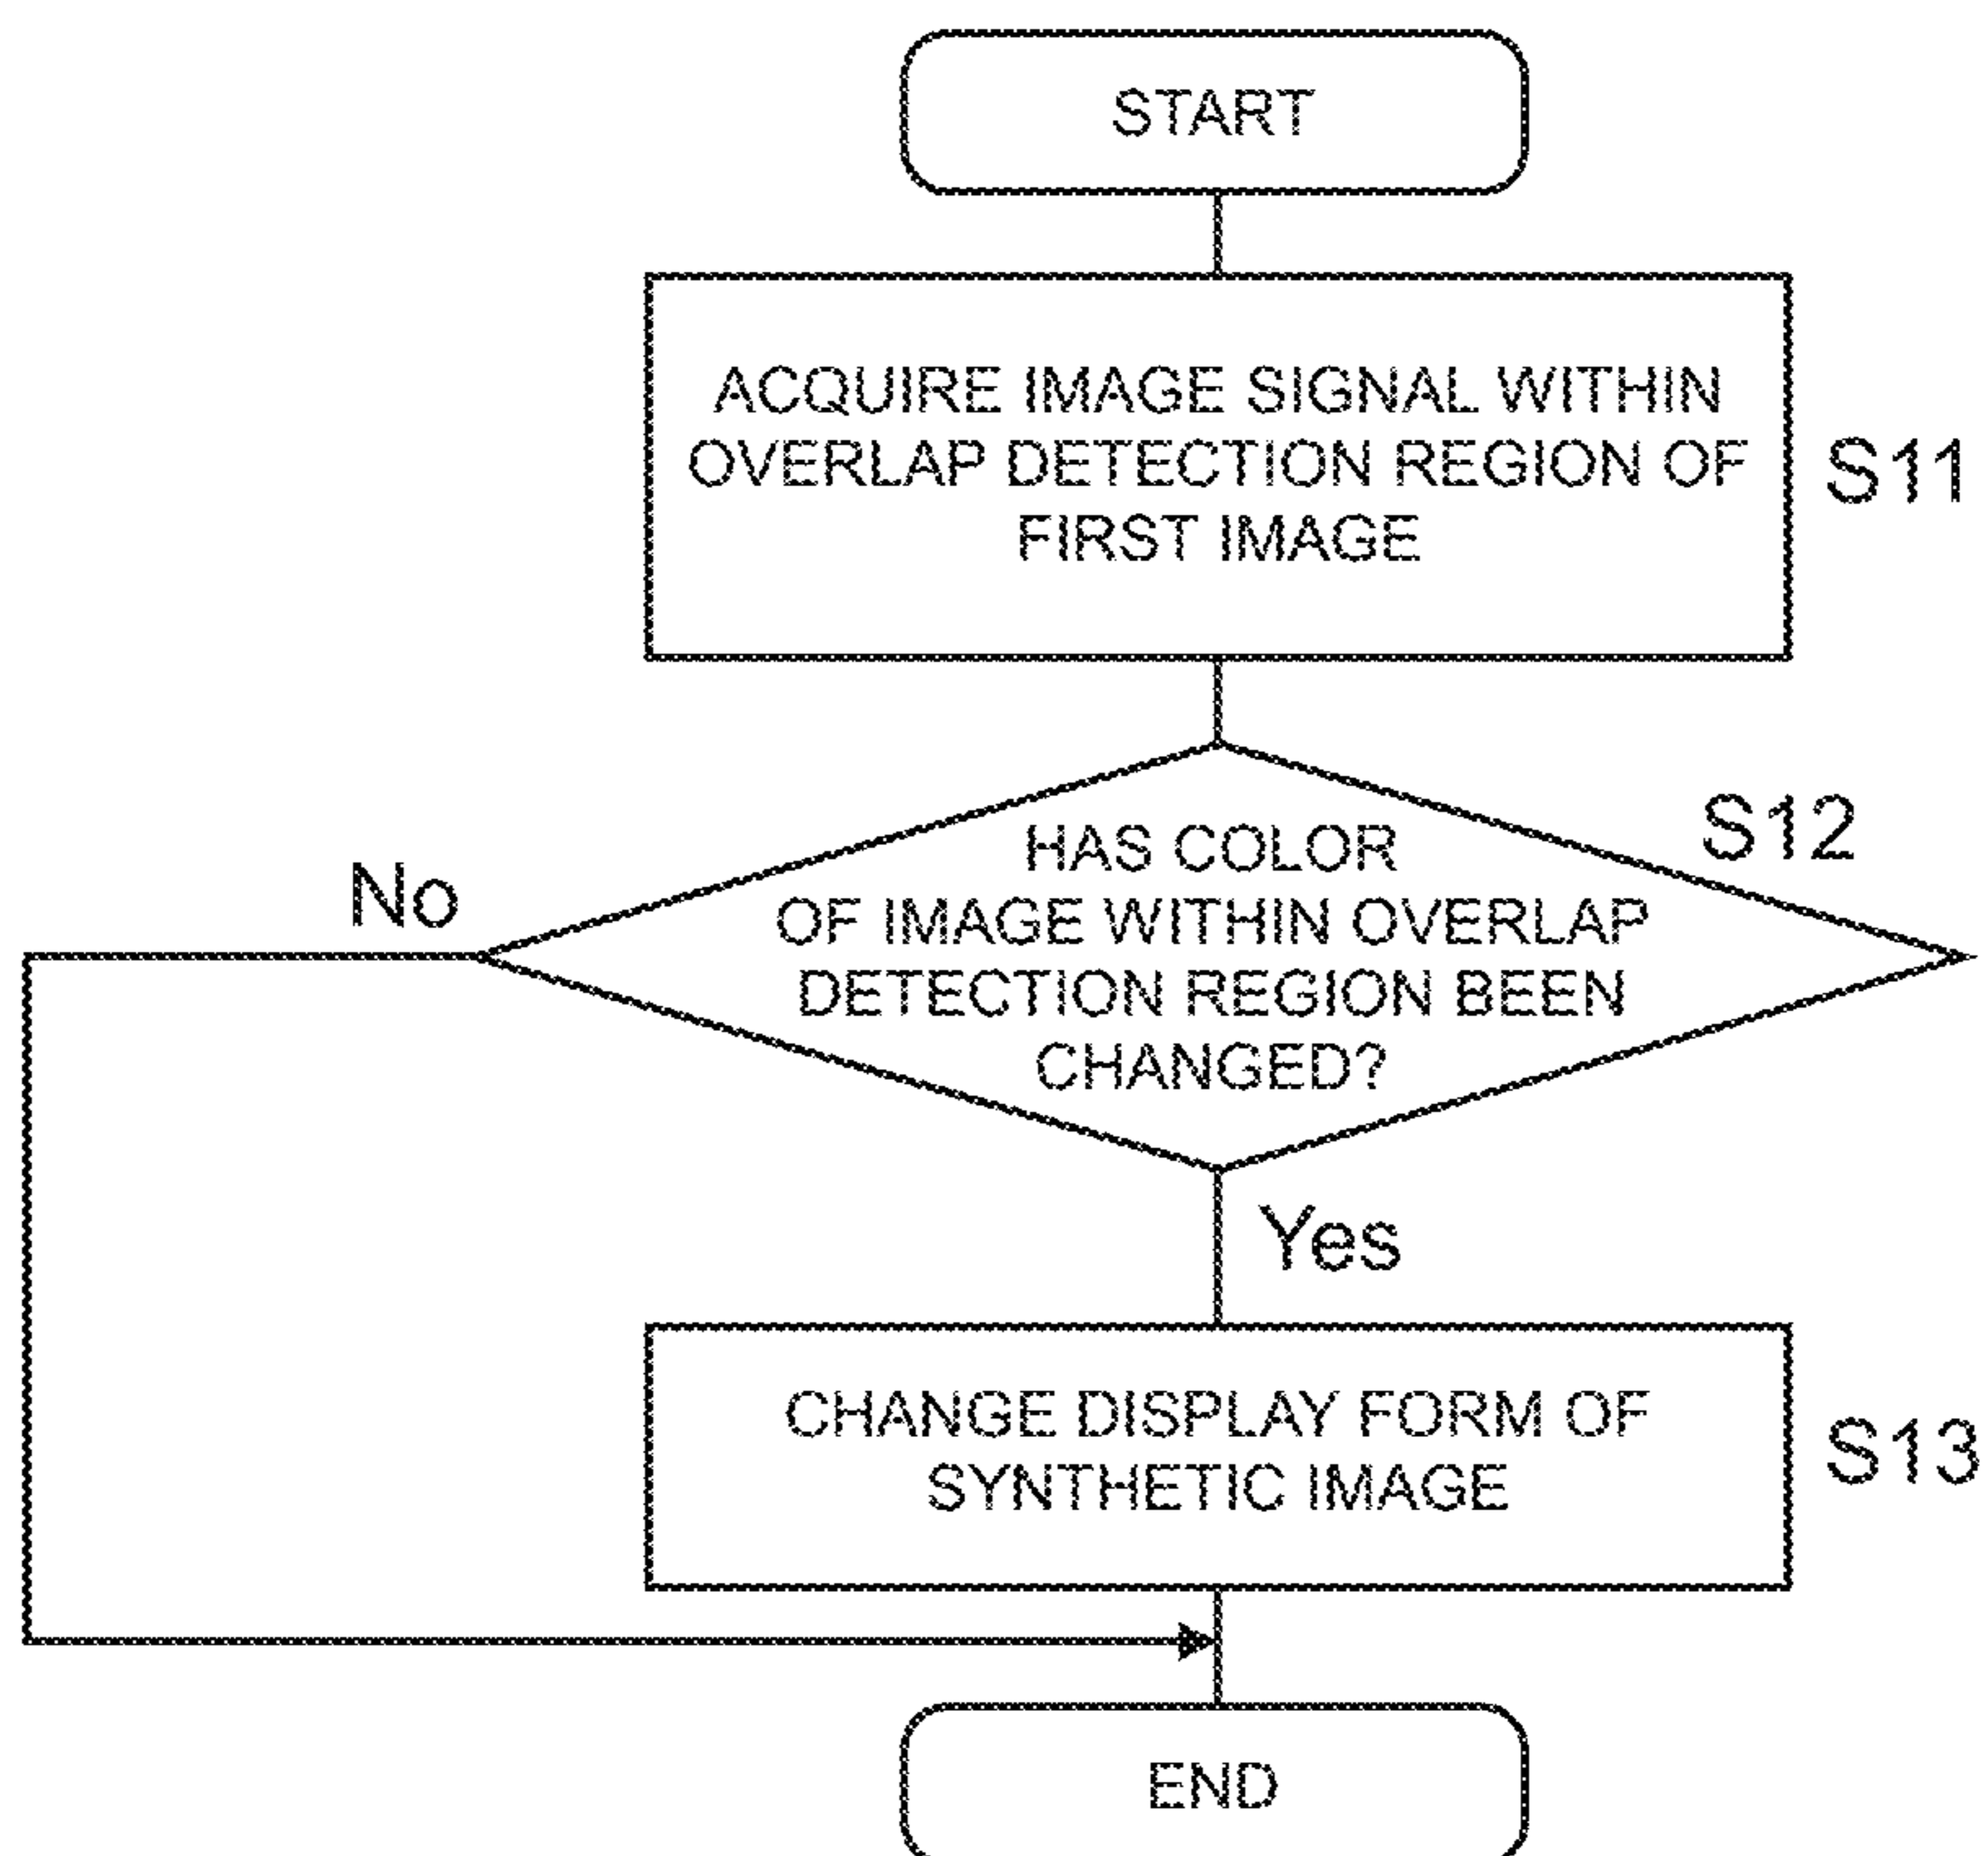 START
ACQUIRE IMAGE SIGNAL WITHIN
OVERLAP DETECTION REGION OF
FIRST IMAGE
S11
S12
HAS COLOR
OF IMAGE WITHIN OVERLAP
DETECTION REGION BEEN
CHANGED?
No
Yes
CHANGE DISPLAY FORM OF
SYNTHETIC IMAGE
S13
END